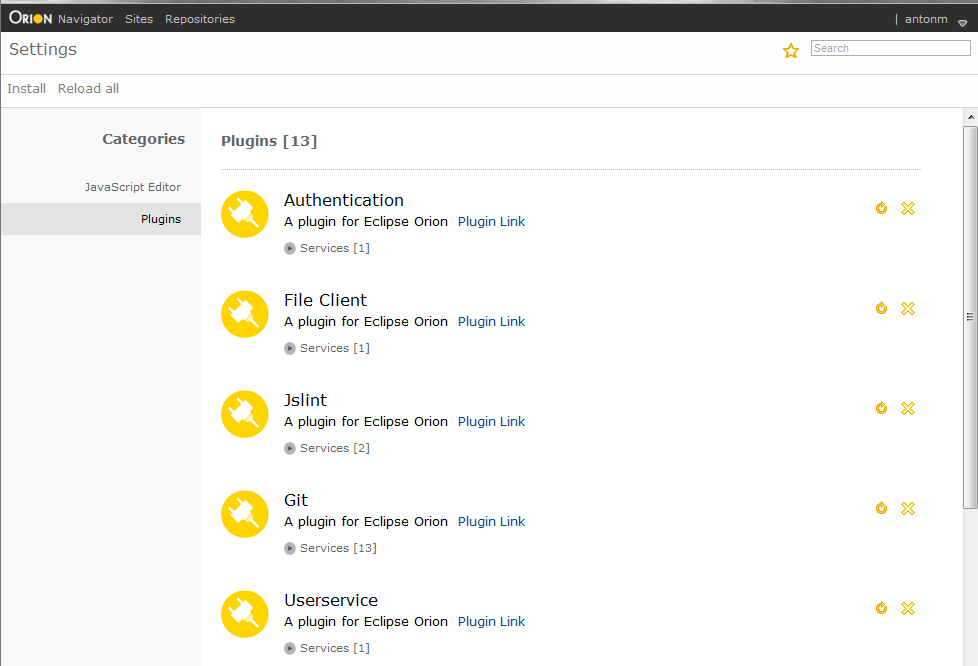 ORION Navigator Sites Repositories | antonm
Settings
Search
Install Reload all
Categories
JavaScript Editor
Plugins
Plugins [13]
Authentication
A plugin for Eclipse Orion Plugin Link
Services [1]
File Client
A plugin for Eclipse Orion Plugin Link
Services [1]
Jslint
A plugin for Eclipse Orion Plugin Link
Services [2]
Git
A plugin for Eclipse Orion Plugin Link
Services [13]
Userservice
A plugin for Eclipse Orion Plugin Link
Services [1]